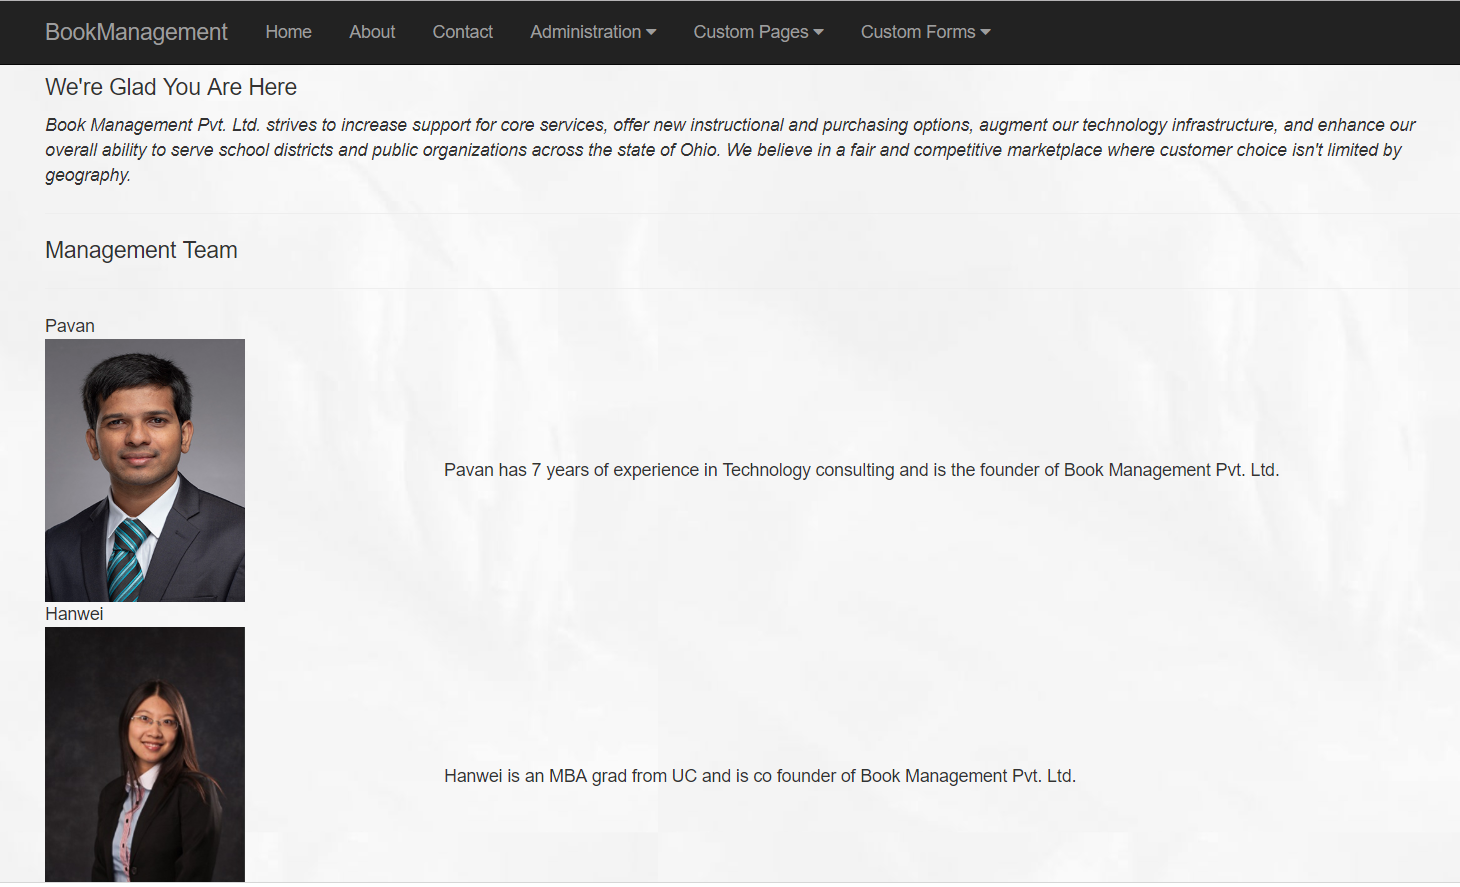 BookManagement Home About Contact Administration Custom Pages Custom Forms
We're Glad You Are Here
Book Management Pvt. Ltd. strives to increase support for core services, offer new instructional and purchasing options, augment our technology infrastructure, and enhance our
overall ability to serve school districts and public organizations across the state of Ohio. We believe in a fair and competitive marketplace where customer choice isn't limited by
geography.
Management Team
Pavan
Pavan has 7 years of experience in Technology consulting and is the founder of Book Management Pvt. Ltd.
Hanwei
Hanwei is an MBA grad from UC and is co founder of Book Management Pvt. Ltd.